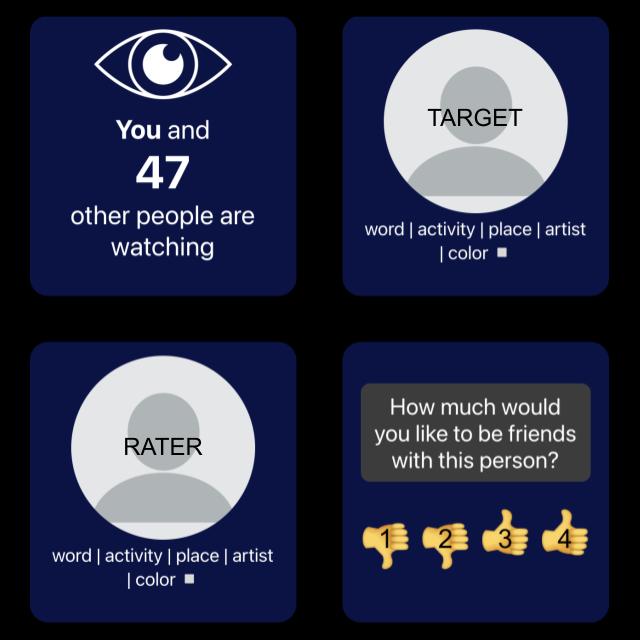 You and
47
other people are
watching
TARGET
word | activity | place | artist
| color
RATER
word | activity | place | artist
| color
How much would
you like to be friends
with this person?
1 2 3 4